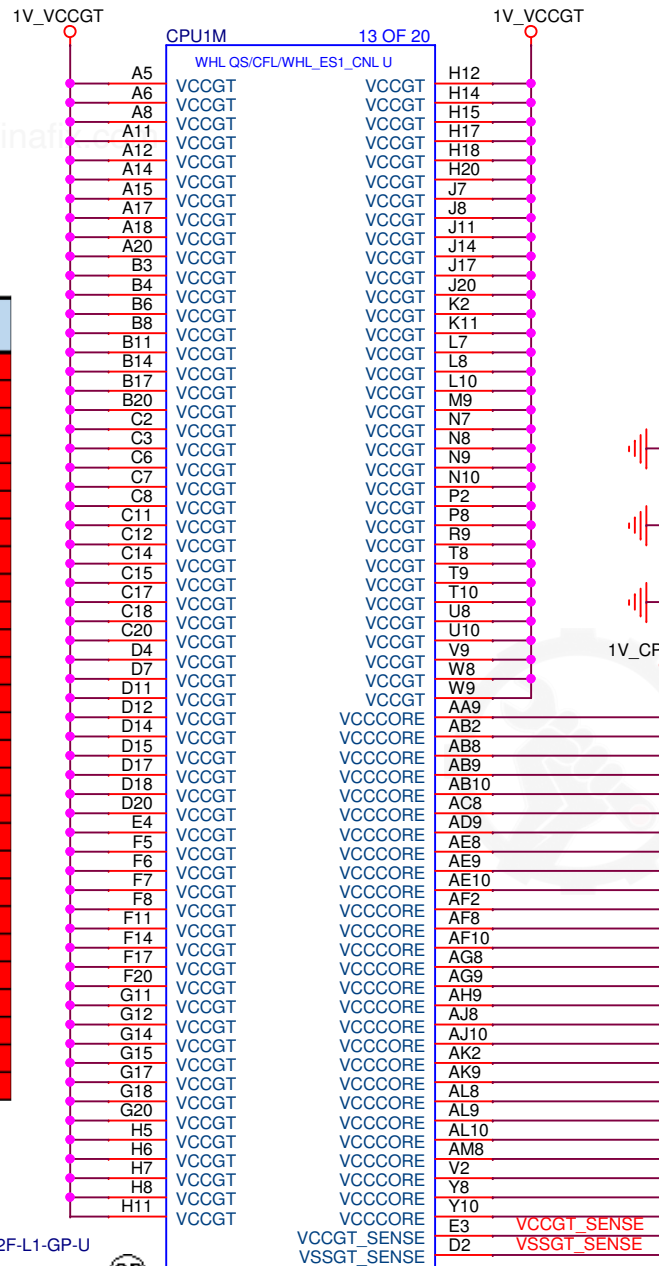 1V_VCCGT 1V_VCCGT
CPU1M 13 OF 20
WHL QS/CFL/WHL_ES1_CNL U
A5 VCCGT VCCGT H12
A6 VCCGT VCCGT H14
A8 VCCGT VCCGT H15
A11 VCCGT VCCGT H17
A12 VCCGT VCCGT H18
A14 VCCGT VCCGT H20
A15 VCCGT VCCGT J7
A17 VCCGT VCCGT J8
A18 VCCGT VCCGT J11
A20 VCCGT VCCGT J14
B3 VCCGT VCCGT J17
B4 VCCGT VCCGT J20
B6 VCCGT VCCGT K2
B8 VCCGT VCCGT K11
B11 VCCGT VCCGT L7
B14 VCCGT VCCGT L8
B17 VCCGT VCCGT L10
B20 VCCGT VCCGT M9
C2 VCCGT VCCGT N7
C3 VCCGT VCCGT N8
C6 VCCGT VCCGT N9
C7 VCCGT VCCGT N10
C8 VCCGT VCCGT P2
C11 VCCGT VCCGT P8
C12 VCCGT VCCGT R9
C14 VCCGT VCCGT T8
C15 VCCGT VCCGT T9
C17 VCCGT VCCGT T10
C18 VCCGT VCCGT U8
C20 VCCGT VCCGT U10
D4 VCCGT VCCGT V9 1V_CP
D7 VCCGT VCCGT W8
D11 VCCGT VCCGT W9
D12 VCCGT VCCCORE AA9
D14 VCCGT VCCCORE AB2
D15 VCCGT VCCCORE AB8
D17 VCCGT VCCCORE AB9
D18 VCCGT VCCCORE AB10
D20 VCCGT VCCCORE AC8
E4 VCCGT VCCCORE AD9
F5 VCCGT VCCCORE AE8
F6 VCCGT VCCCORE AE9
F7 VCCGT VCCCORE AE10
F8 VCCGT VCCCORE AF2
F11 VCCGT VCCCORE AF8
F14 VCCGT VCCCORE AF10
F17 VCCGT VCCCORE AG8
F20 VCCGT VCCCORE AG9
G11 VCCGT VCCCORE AH9
G12 VCCGT VCCCORE AJ8
G14 VCCGT VCCCORE AJ10
G15 VCCGT VCCCORE AK2
G17 VCCGT VCCCORE AK9
G18 VCCGT VCCCORE AL8
G20 VCCGT VCCCORE AL9
H5 VCCGT VCCCORE AL10
H6 VCCGT VCCCORE AM8
H7 VCCGT VCCCORE V2
H8 VCCGT VCCCORE Y8
H11 VCCGT VCCCORE Y10
VCCGT_SENSE E3 VCCGT_SENSE
2F-L1-GP-U VSSGT_SENSE D2 VSSGT_SENSE